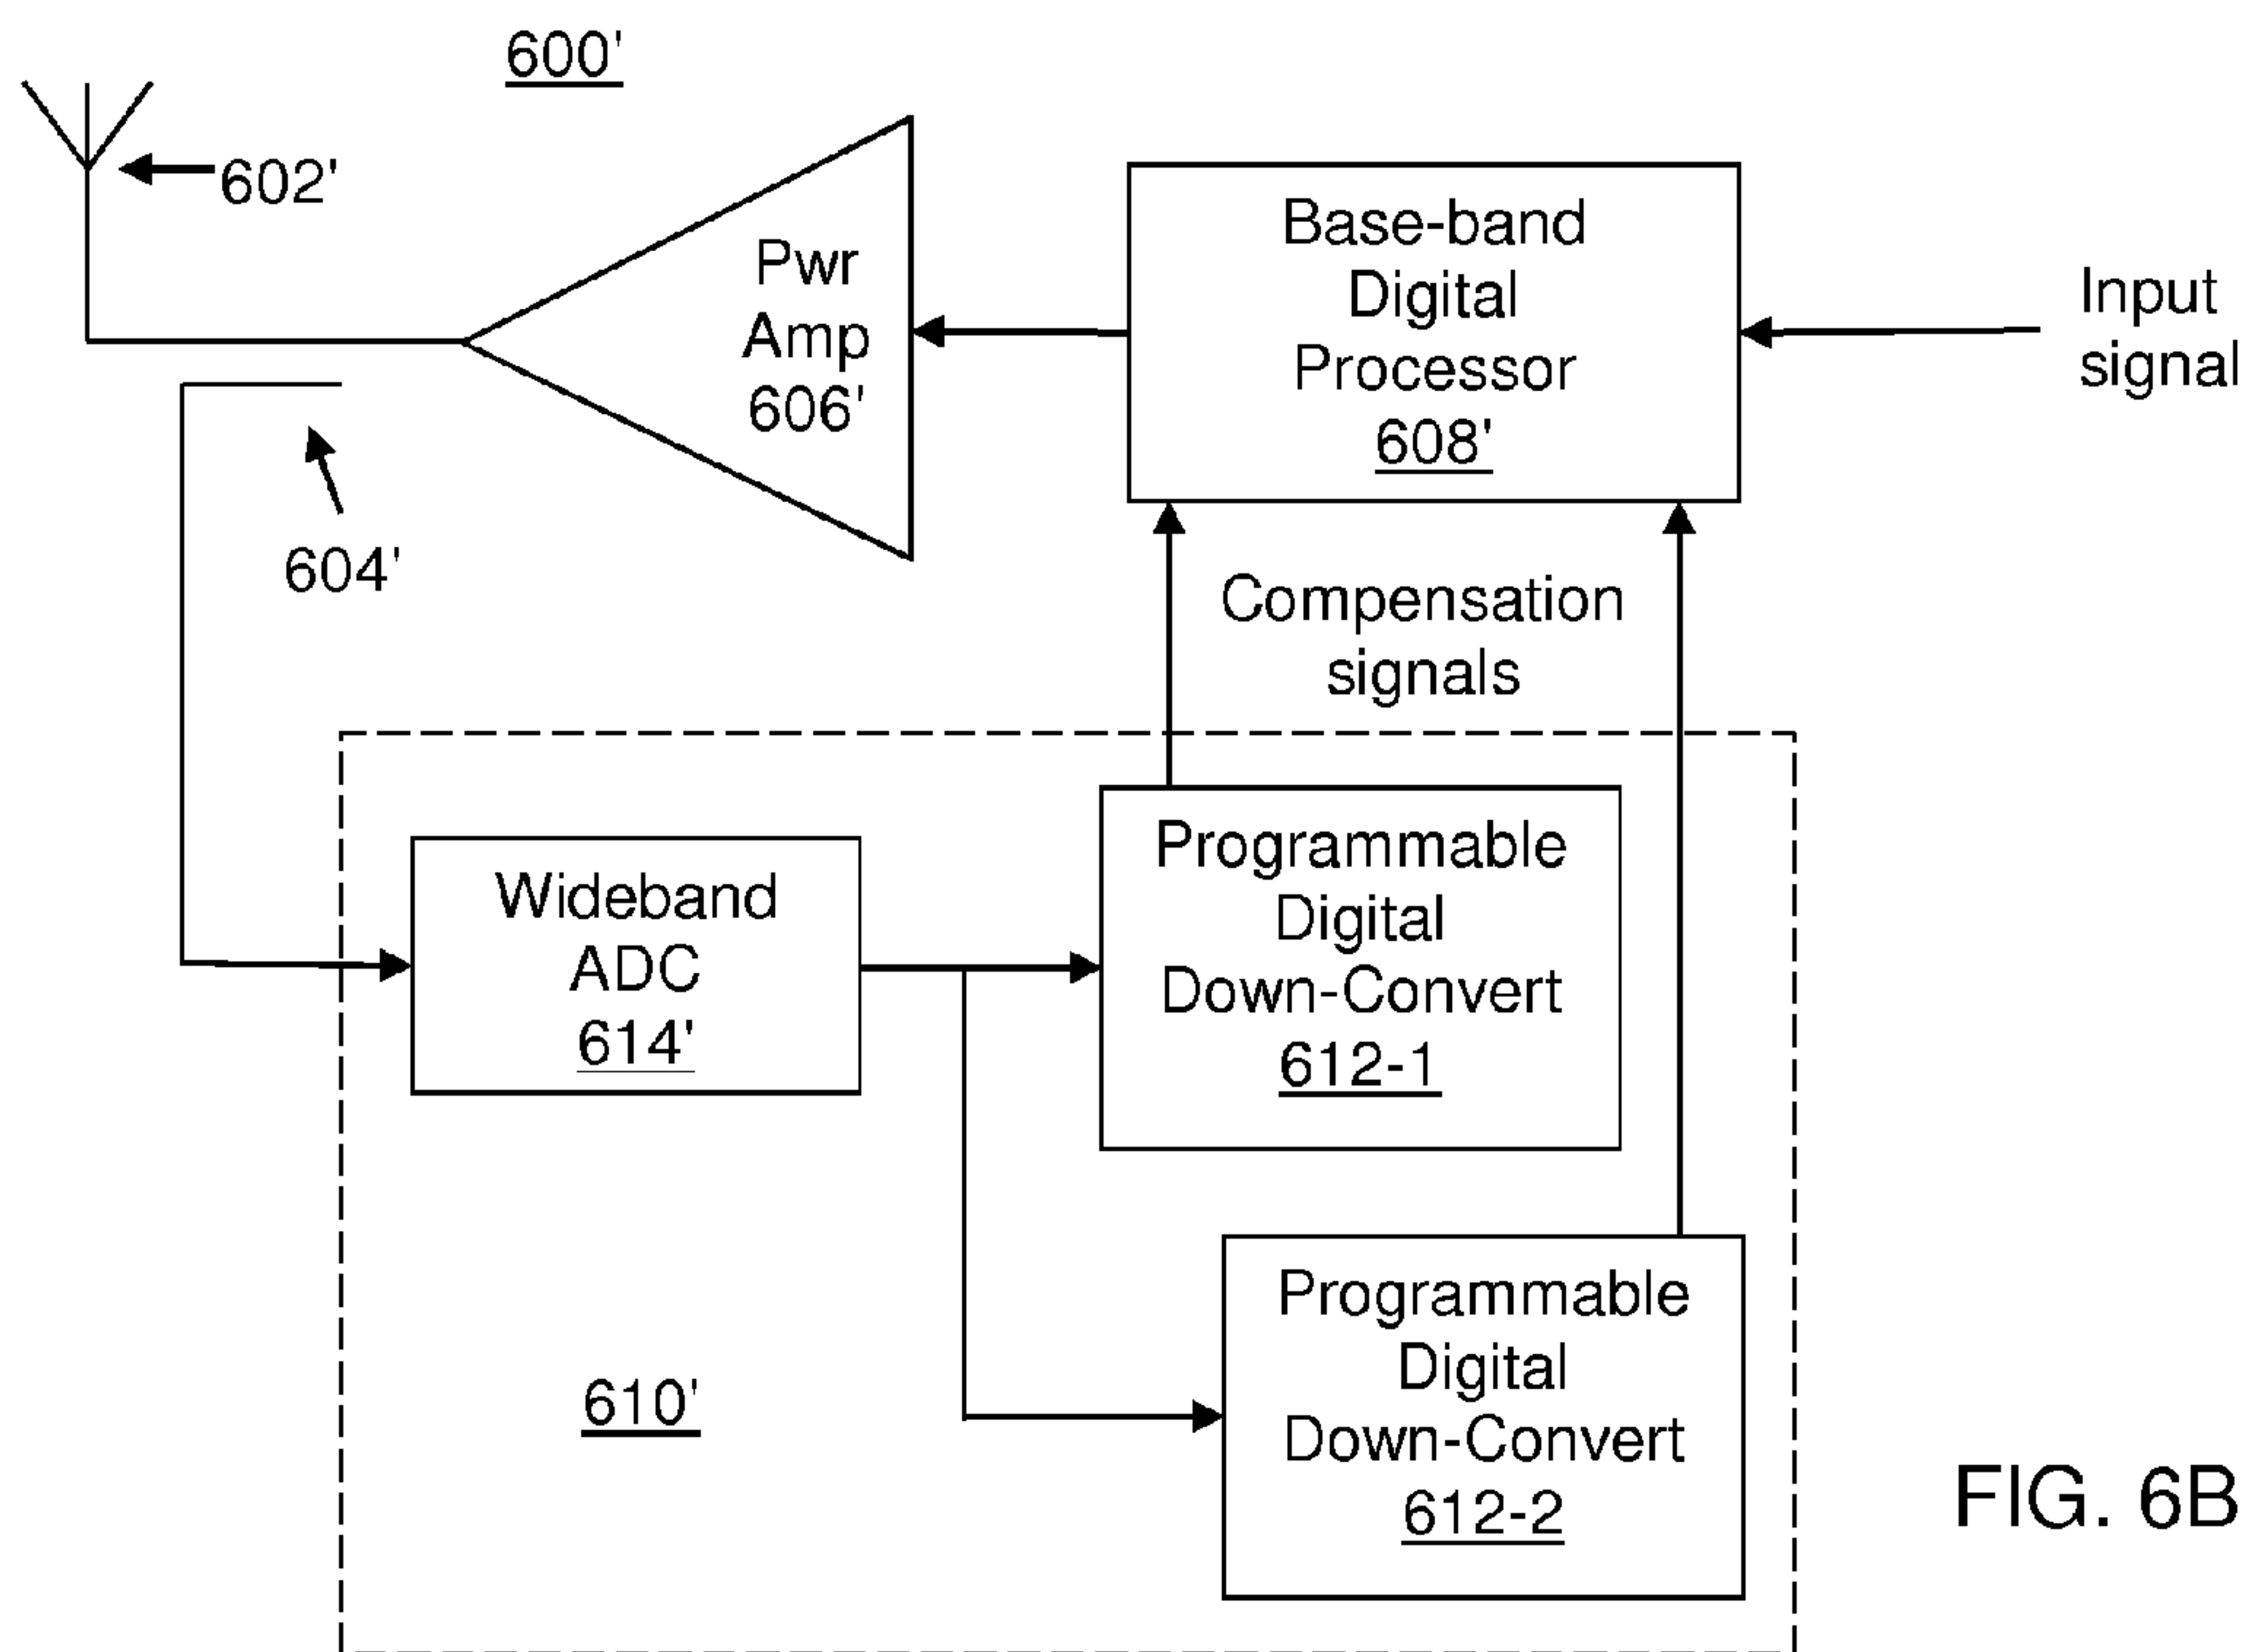 600'
602'
Pwr
Amp
606'
Base-band
Digital
Processor
608'
Input
signal
604'
Compensation
signals
Wideband
ADC
614'
Programmable
Digital
Down-Convert
612-1
610'
Programmable
Digital
Down-Convert
612-2
FIG. 6B